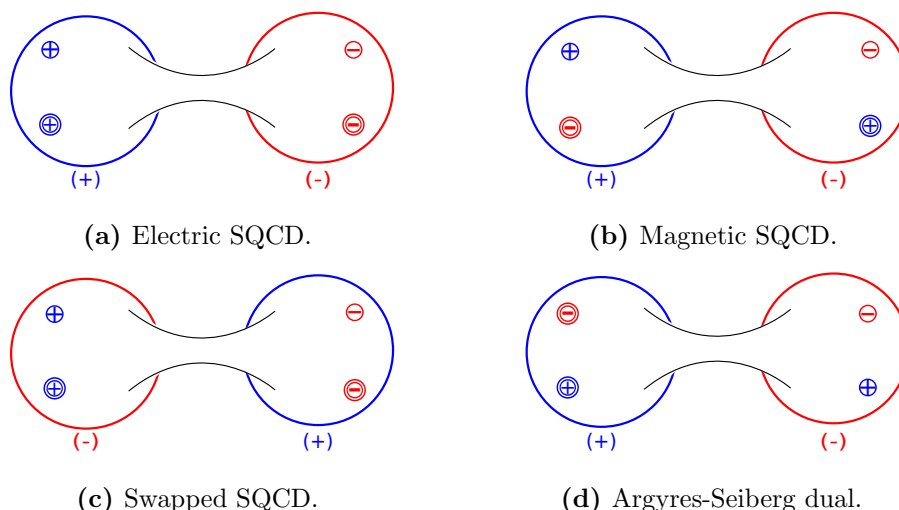 (+) (-)
(+) (-)
(a) Electric SQCD. (b) Magnetic SQCD.
(-) (+)
(+) (-)
(c) Swapped SQCD. (d) Argyres-Seiberg dual.